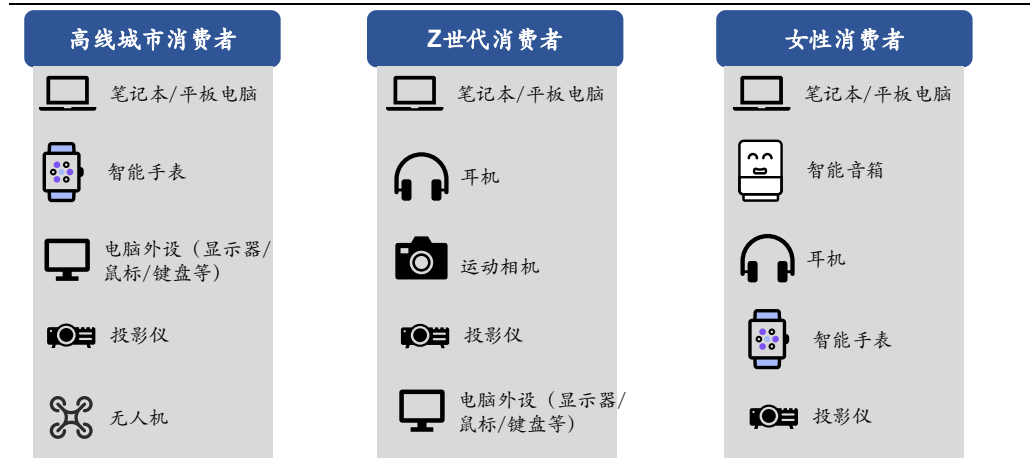 高线城市消费者
笔记本/平板电脑
智能手表
电脑外设（显示器/
鼠标/键盘等）
投影仪
无人机
Z世代消费者
笔记本/平板电脑
耳机
运动相机
投影仪
电脑外设（显示器/
鼠标/键盘等）
女性消费者
笔记本/平板电脑
智能音箱
耳机
智能手表
投影仪